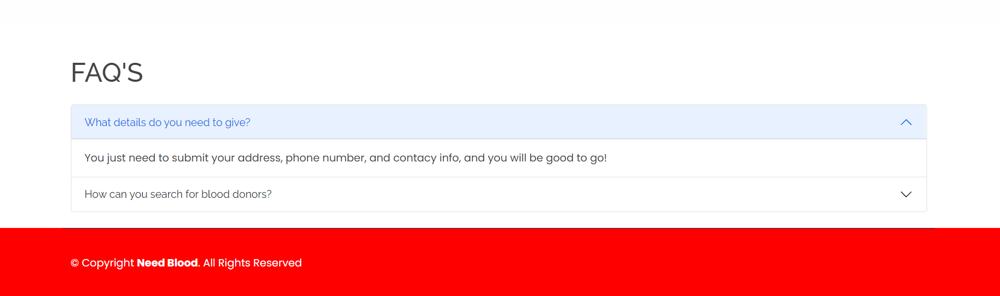 FAQ'S
What details do you need to give?
You just need to submit your address, phone number, and contacy info, and you will be good to go!
How can you search for blood donors?
© Copyright Need Blood. All Rights Reserved